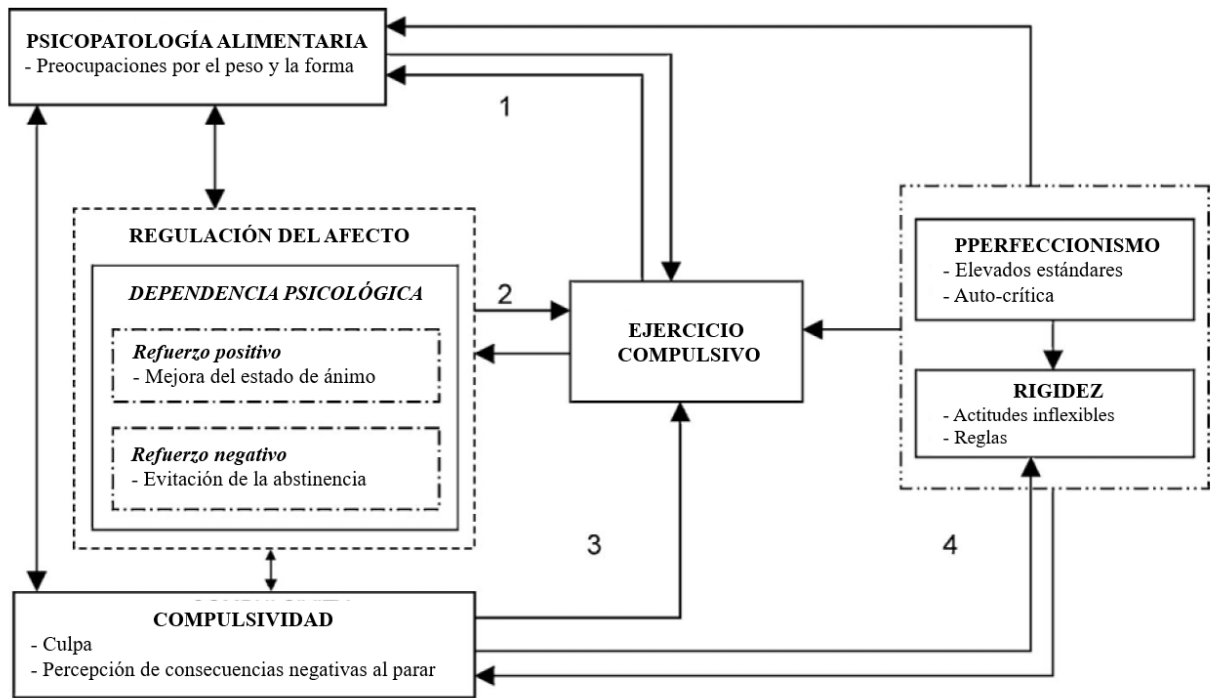 PSICOPATOLOGÍA ALIMENTARIA
- Preocupaciones por el peso y la forma
1
REGULACIÓN DEL AFECTO
DEPENDENCIA PSICOLÓGICA
Refuerzo positivo
- Mejora del estado de ánimo
Refuerzo negativo
- Evitación de la abstinencia
2
EJERCICIO
COMPULSIVO
PPERFECCIONISMO
- Elevados estándares
- Auto-crítica
RIGIDEZ
- Actitudes inflexibles
- Reglas
3
4
COMPULSIVIDAD
- Culpa
- Percepción de consecuencias negativas al parar